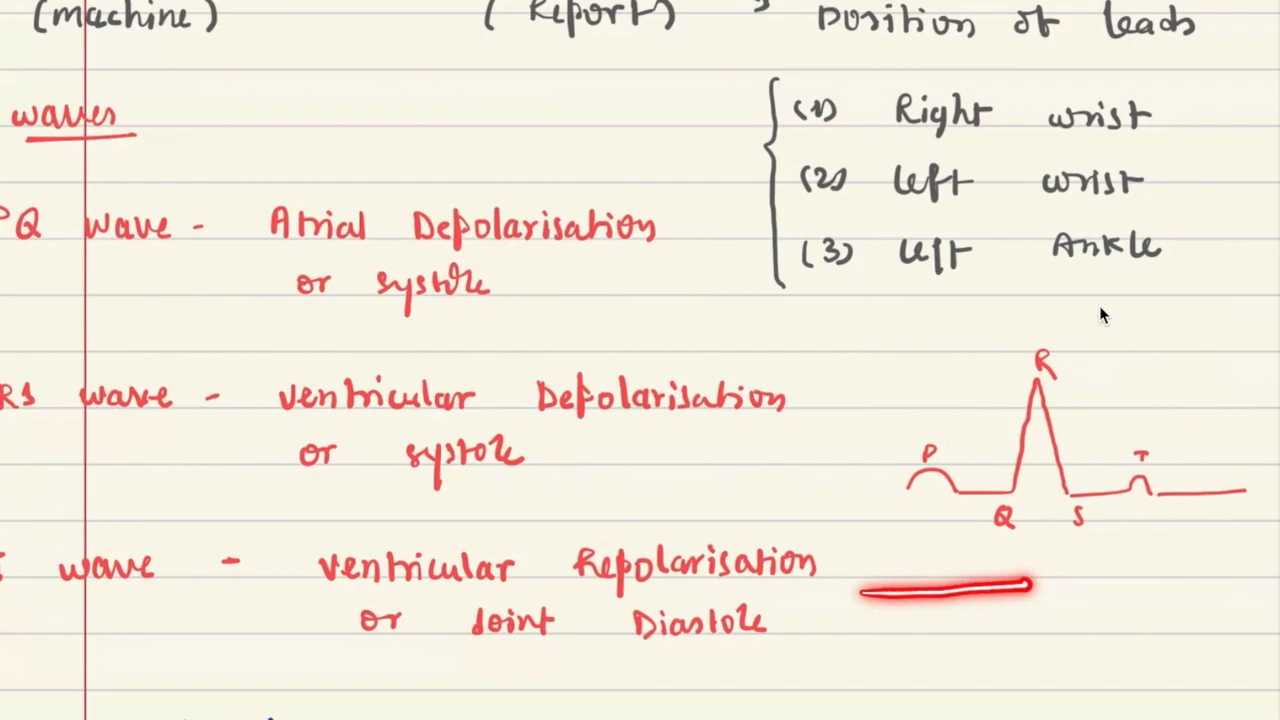 (machine) (Report) Position of leads
waves
(1) Right wrist
(2) left wrist
(3) left Ankle
PQ wave - Atrial Depolarisation
or systole
RS wave - ventricular Depolarisation
or systole
T wave - ventricular Repolarisation
or Joint Diastole
R
P
T
Q S